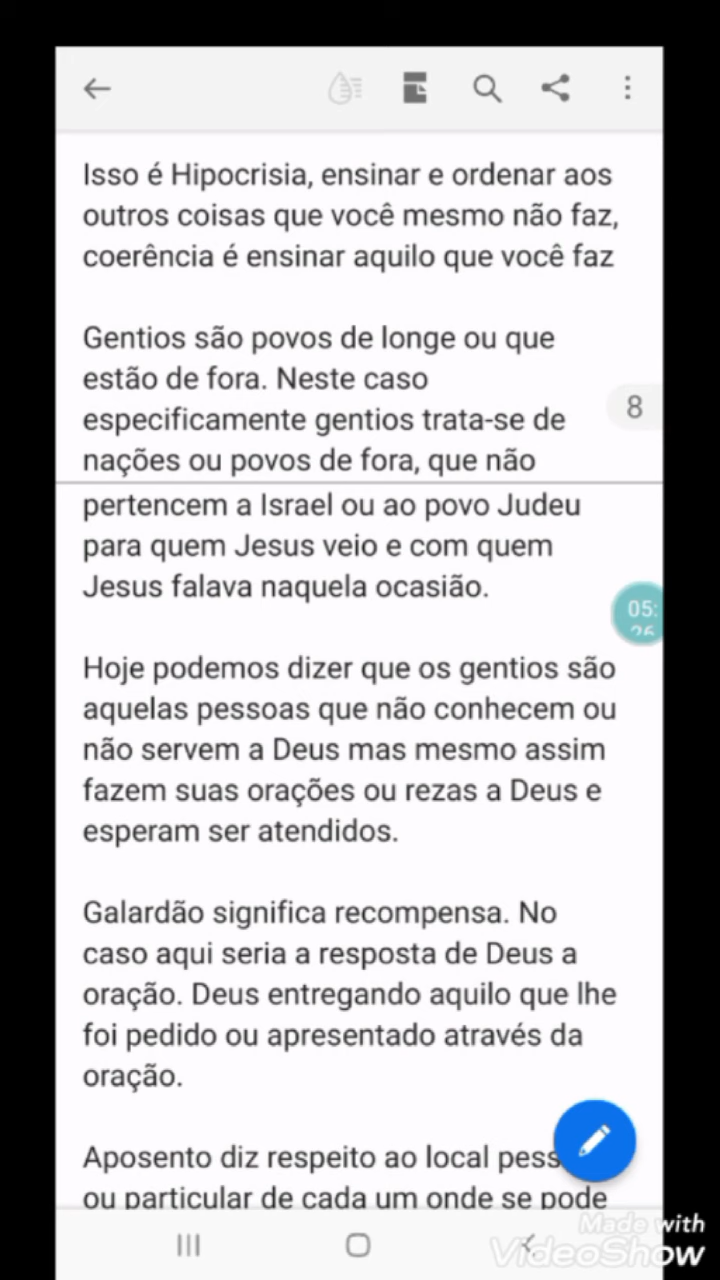 Isso é Hipocrisia, ensinar e ordenar aos
outros coisas que você mesmo não faz,
coerência é ensinar aquilo que você faz
Gentios são povos de longe ou que
estão de fora. Neste caso
especificamente gentios trata-se de
8
nações ou povos de fora, que não
pertencem a Israel ou ao povo Judeu
para quem Jesus veio e com quem
Jesus falava naquela ocasião.
05:
26
Hoje podemos dizer que os gentios são
aquelas pessoas que não conhecem ou
não servem a Deus mas mesmo assim
fazem suas orações ou rezas a Deus e
esperam ser atendidos.
Galardão significa recompensa. No
caso aqui seria a resposta de Deus a
oração. Deus entregando aquilo que lhe
foi pedido ou apresentado através da
oração.
Aposento diz respeito ao local pess
ou particular de cada um onde se pode
Made with
VideoShow